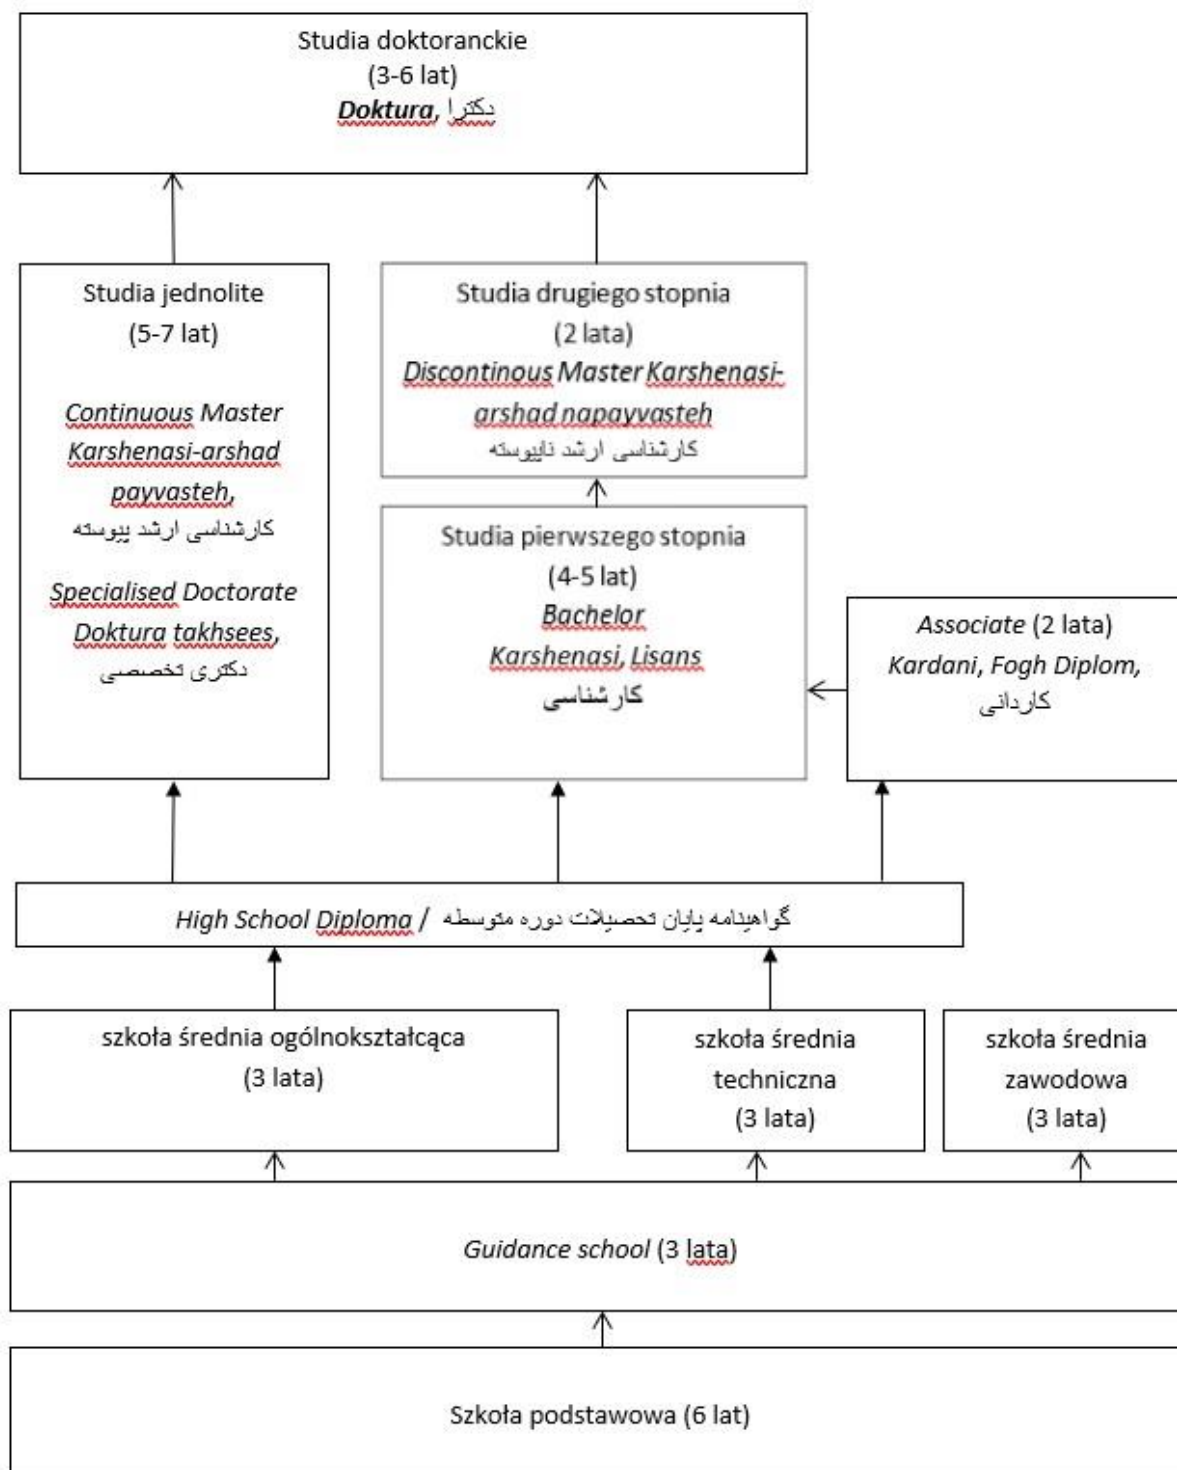 Studia doktoranckie
(3-6 lat)
Doktura, دکترا
Studia jednolite
(5-7 lat)
Continuous Master
Karshenasi-arshad
payvasteh,
کارشناسی ارشد پیوسته
Specialised Doctorate
Doktura takhsees,
دکتری تخصصی
Studia drugiego stopnia
(2 lata)
Discontinous Master Karshenasi-
arshad napayvasteh
کارشناسی ارشد ناپیوسته
Studia pierwszego stopnia
(4-5 lat)
Bachelor
Karshenasi, Lisans
کارشناسی
Associate (2 lata)
Kardani, Fogh Diplom,
کاردانی
High School Diploma / گواهینامه پایان تحصیلات دوره متوسطه
szkoła średnia ogólnokształcąca
(3 lata)
szkoła średnia
techniczna
(3 lata)
szkoła średnia
zawodowa
(3 lata)
Guidance school (3 lata)
Szkoła podstawowa (6 lat)